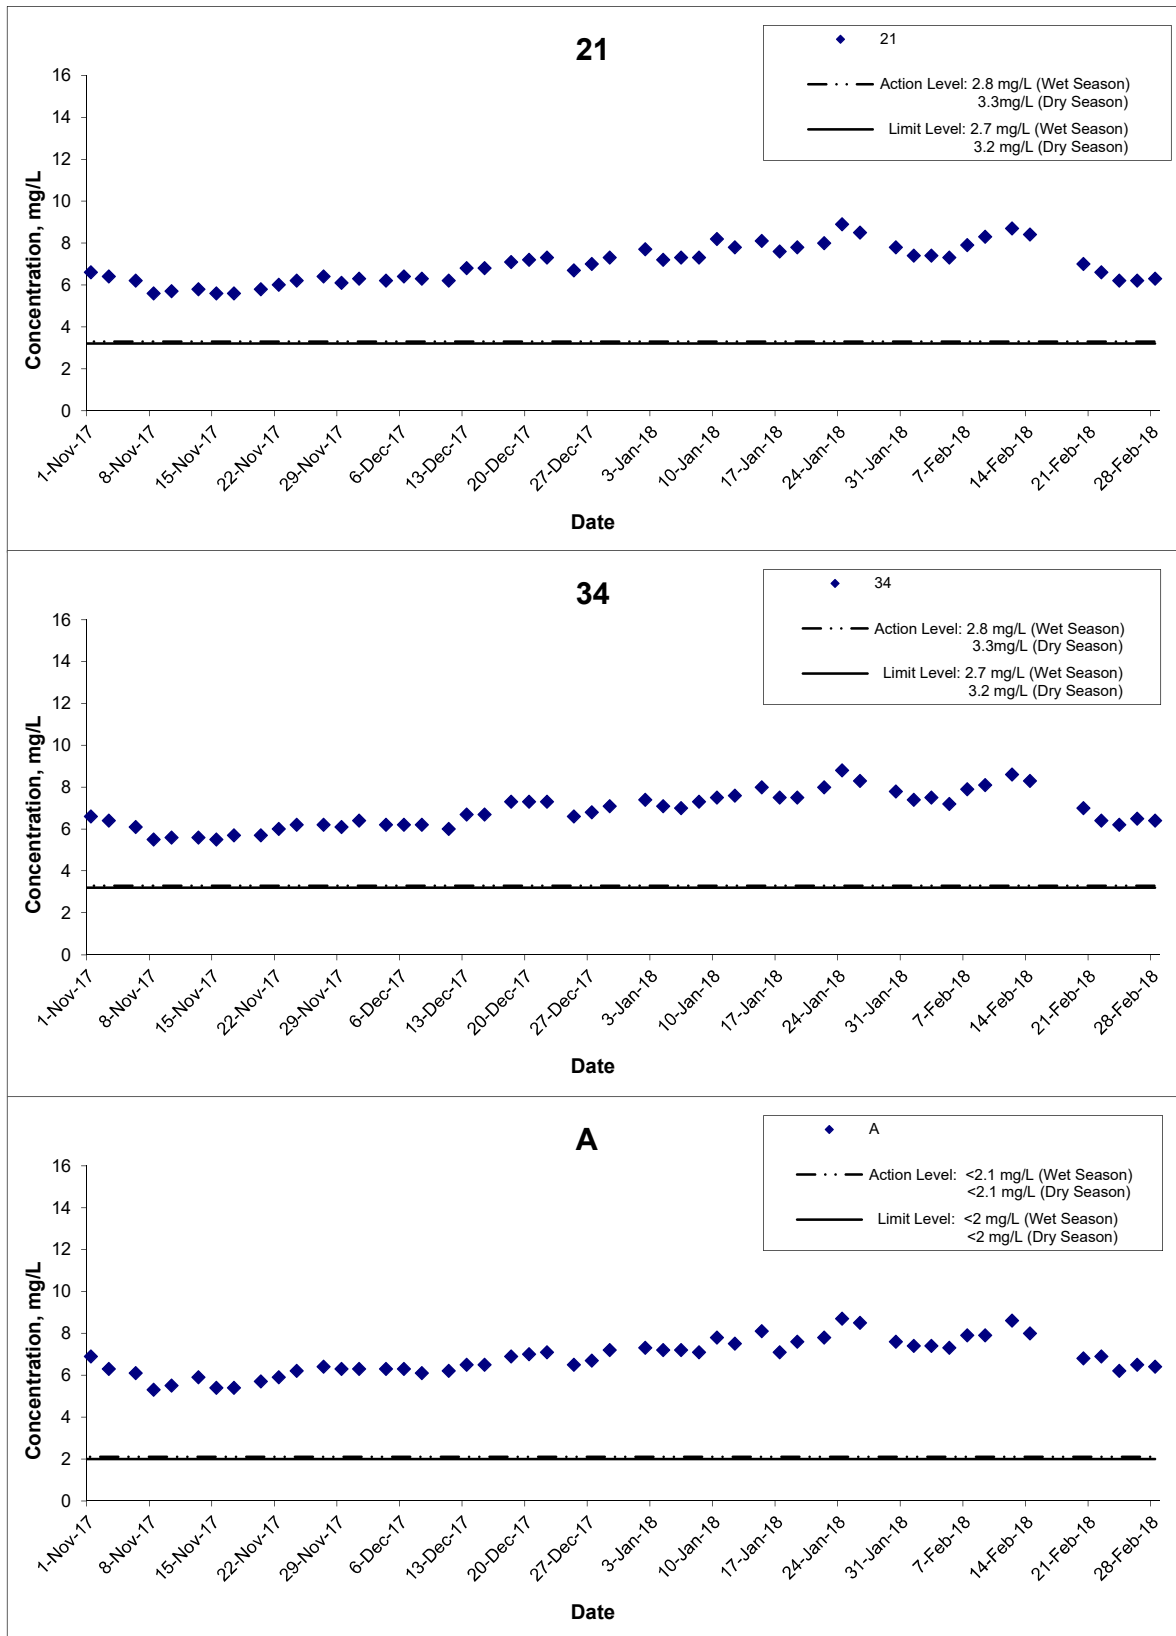 21
21
Action Level: 2.8 mg/L (Wet Season)
3.3mg/L (Dry Season)
Limit Level: 2.7 mg/L (Wet Season)
3.2 mg/L (Dry Season)
Concentration, mg/L
16
14
12
10
8
6
4
2
0
1-Nov-17
8-Nov-17
15-Nov-17
22-Nov-17
29-Nov-17
6-Dec-17
13-Dec-17
20-Dec-17
27-Dec-17
3-Jan-18
10-Jan-18
17-Jan-18
24-Jan-18
31-Jan-18
7-Feb-18
14-Feb-18
21-Feb-18
28-Feb-18
Date
34
34
Action Level: 2.8 mg/L (Wet Season)
3.3mg/L (Dry Season)
Limit Level: 2.7 mg/L (Wet Season)
3.2 mg/L (Dry Season)
Concentration, mg/L
16
14
12
10
8
6
4
2
0
1-Nov-17
8-Nov-17
15-Nov-17
22-Nov-17
29-Nov-17
6-Dec-17
13-Dec-17
20-Dec-17
27-Dec-17
3-Jan-18
10-Jan-18
17-Jan-18
24-Jan-18
31-Jan-18
7-Feb-18
14-Feb-18
21-Feb-18
28-Feb-18
Date
A
A
Action Level: <2.1 mg/L (Wet Season)
<2.1 mg/L (Dry Season)
Limit Level: <2 mg/L (Wet Season)
<2 mg/L (Dry Season)
Concentration, mg/L
16
14
12
10
8
6
4
2
0
1-Nov-17
8-Nov-17
15-Nov-17
22-Nov-17
29-Nov-17
6-Dec-17
13-Dec-17
20-Dec-17
27-Dec-17
3-Jan-18
10-Jan-18
17-Jan-18
24-Jan-18
31-Jan-18
7-Feb-18
14-Feb-18
21-Feb-18
28-Feb-18
Date